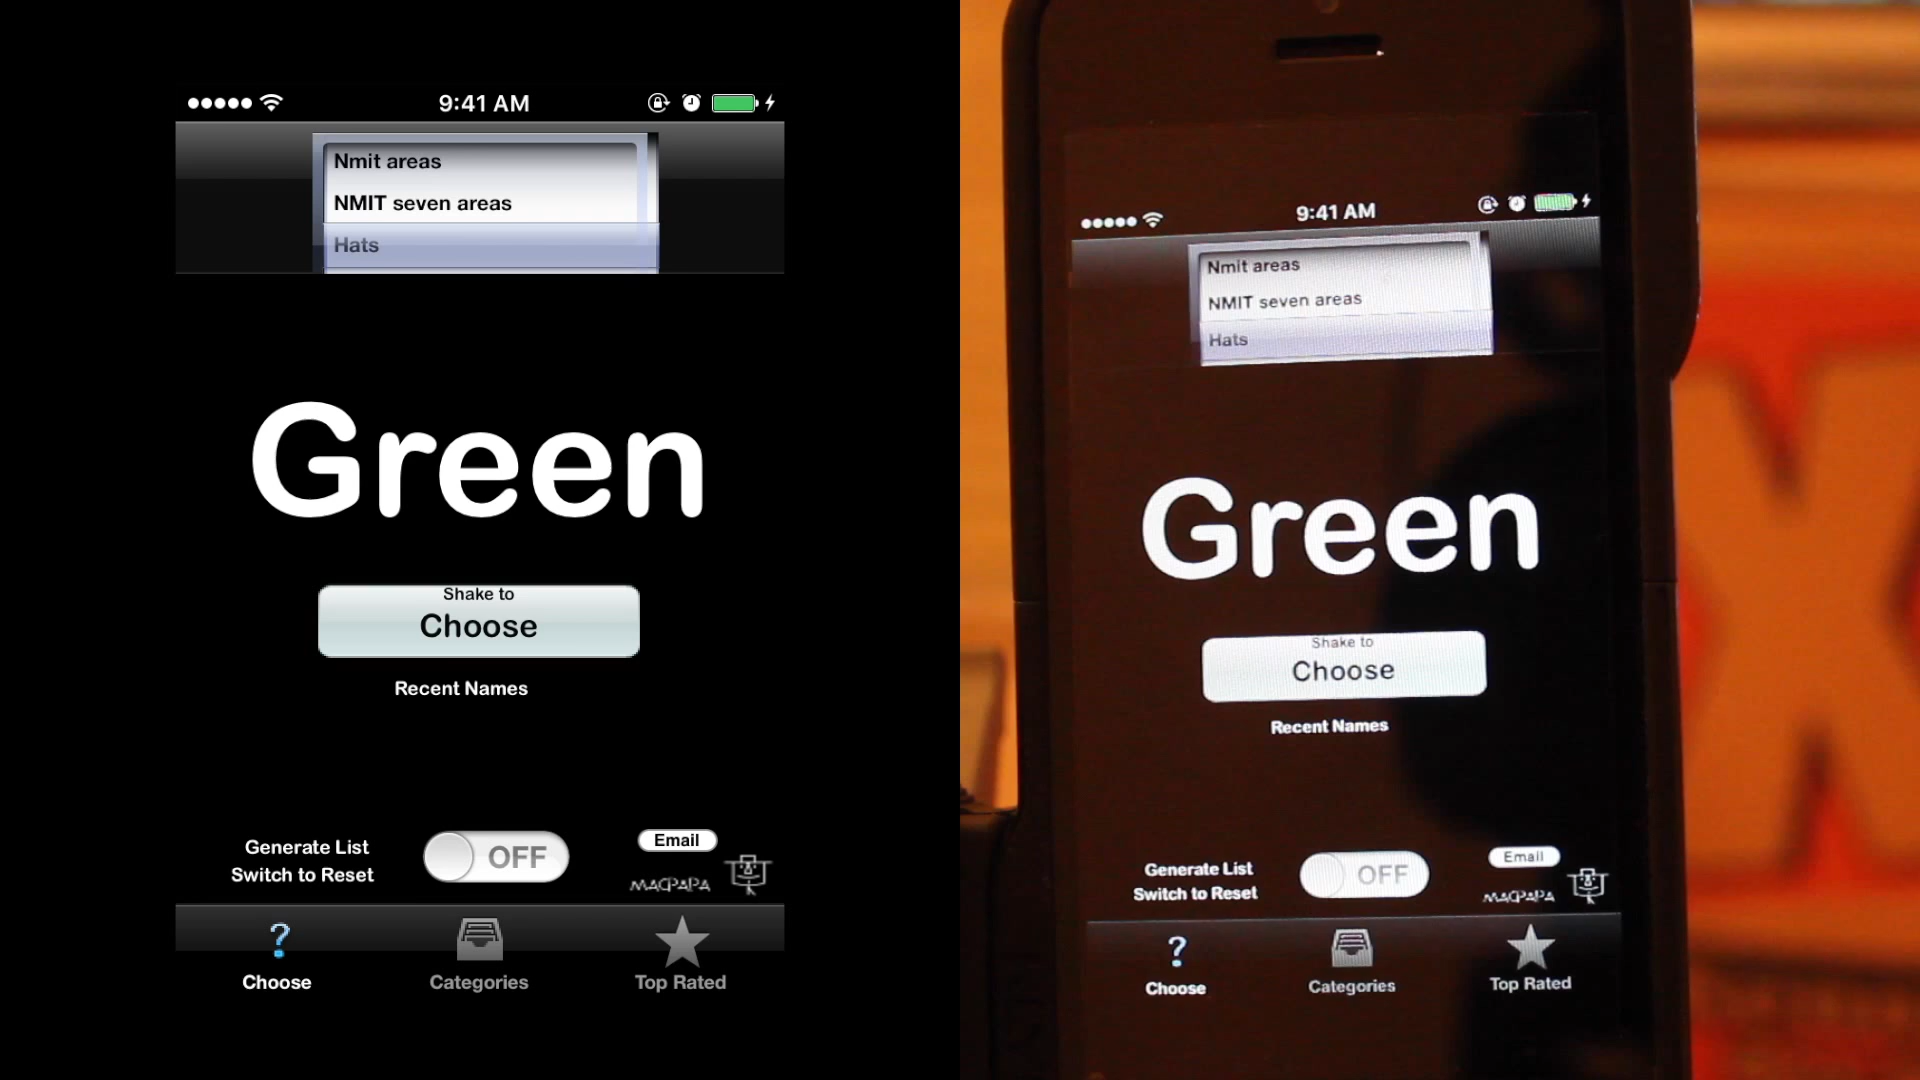 9:41 AM
Nmit areas
NMIT seven areas
Hats
Green
Shake to
Choose
Recent Names
Generate List
Switch to Reset
OFF
Email
MACPAPA
Choose
Categories
Top Rated
9:41 AM
Nmit areas
NMIT seven areas
Hats
Green
Shake to
Choose
Recent Names
Generate List
Switch to Reset
OFF
Email
MACPAPA
Choose
Categories
Top Rated